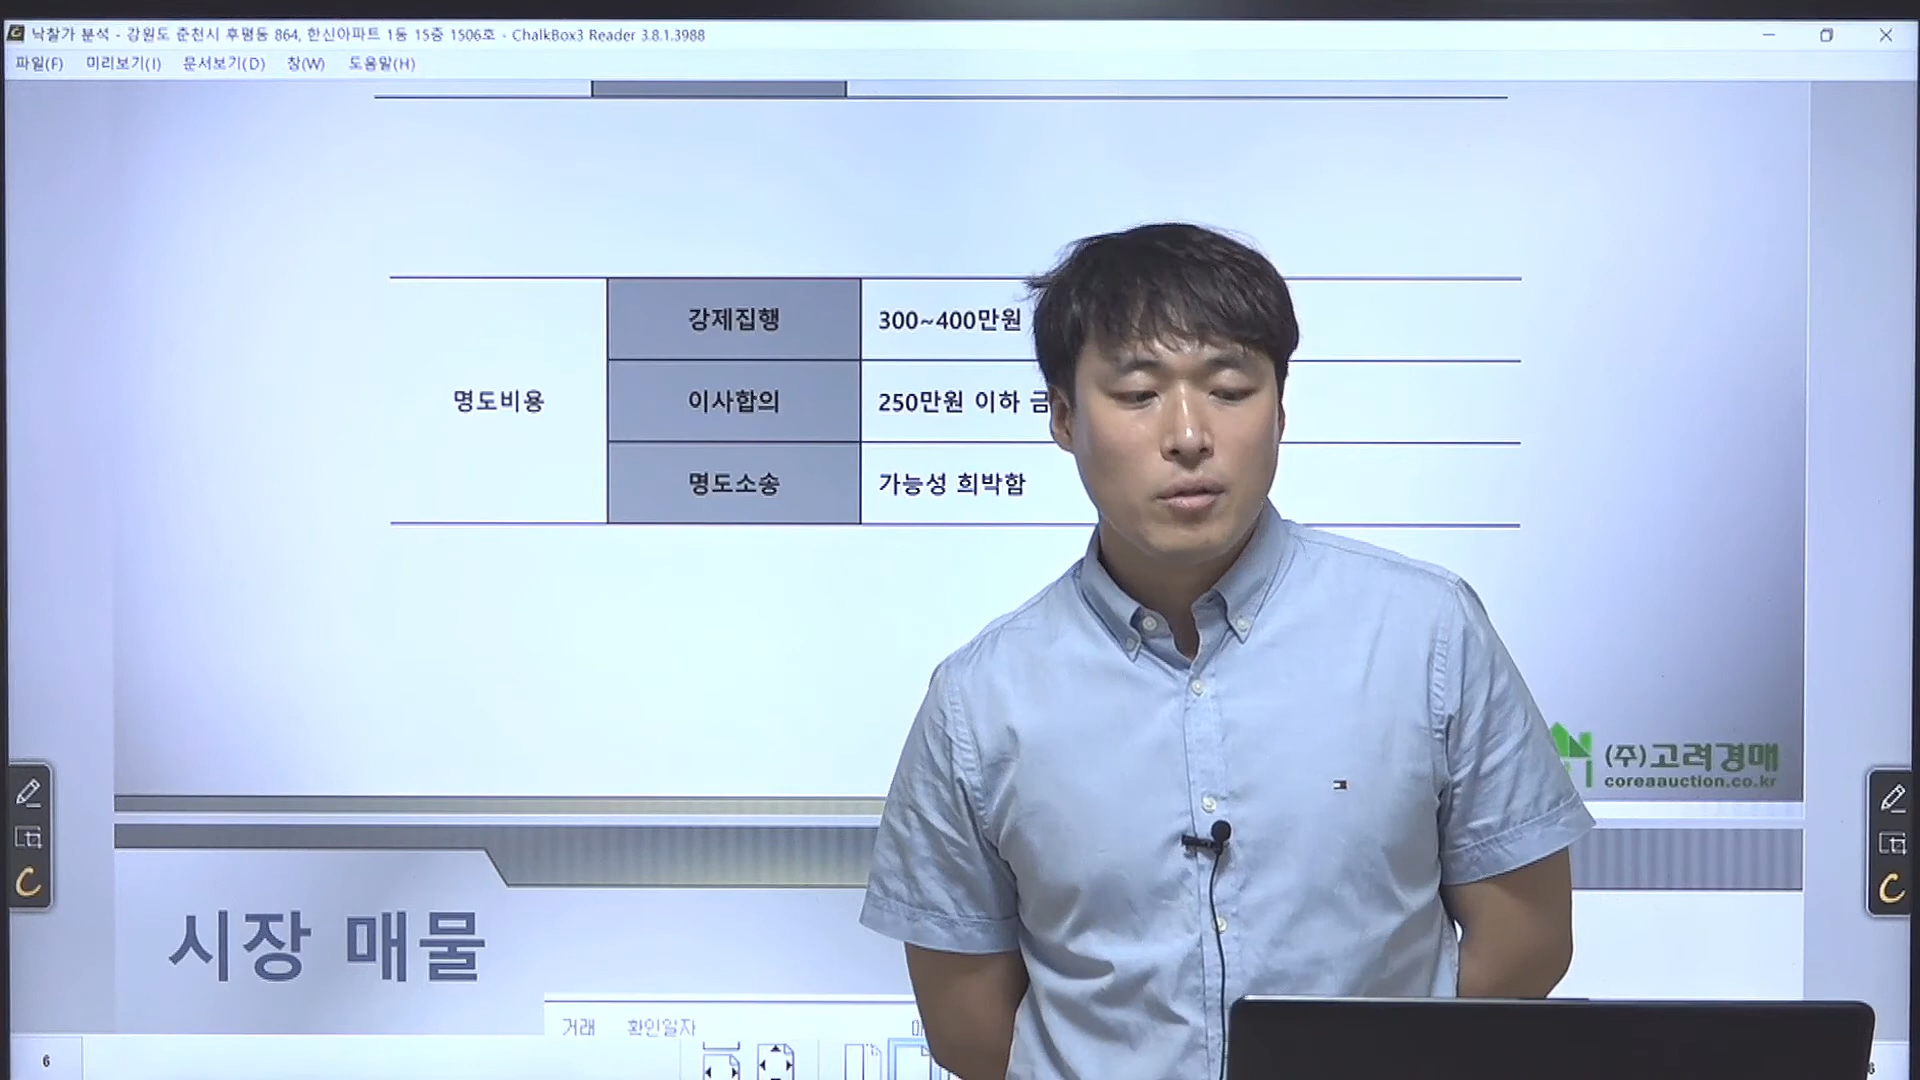 낙찰가 분석 - 강원도 춘천시 후평동 864, 한신아파트 1동 15층 1506호 - ChalkBox3 Reader 3.8.1.3988
파일(F) 미리보기(I) 문서보기(D) 창(W) 도움말(H)
명도비용
강제집행 300~400만원
이사합의 250만원 이하 금
명도소송 가능성 희박함
(주)고려경매
coreaauction.co.kr
시장 매물
거래 확인일자
6